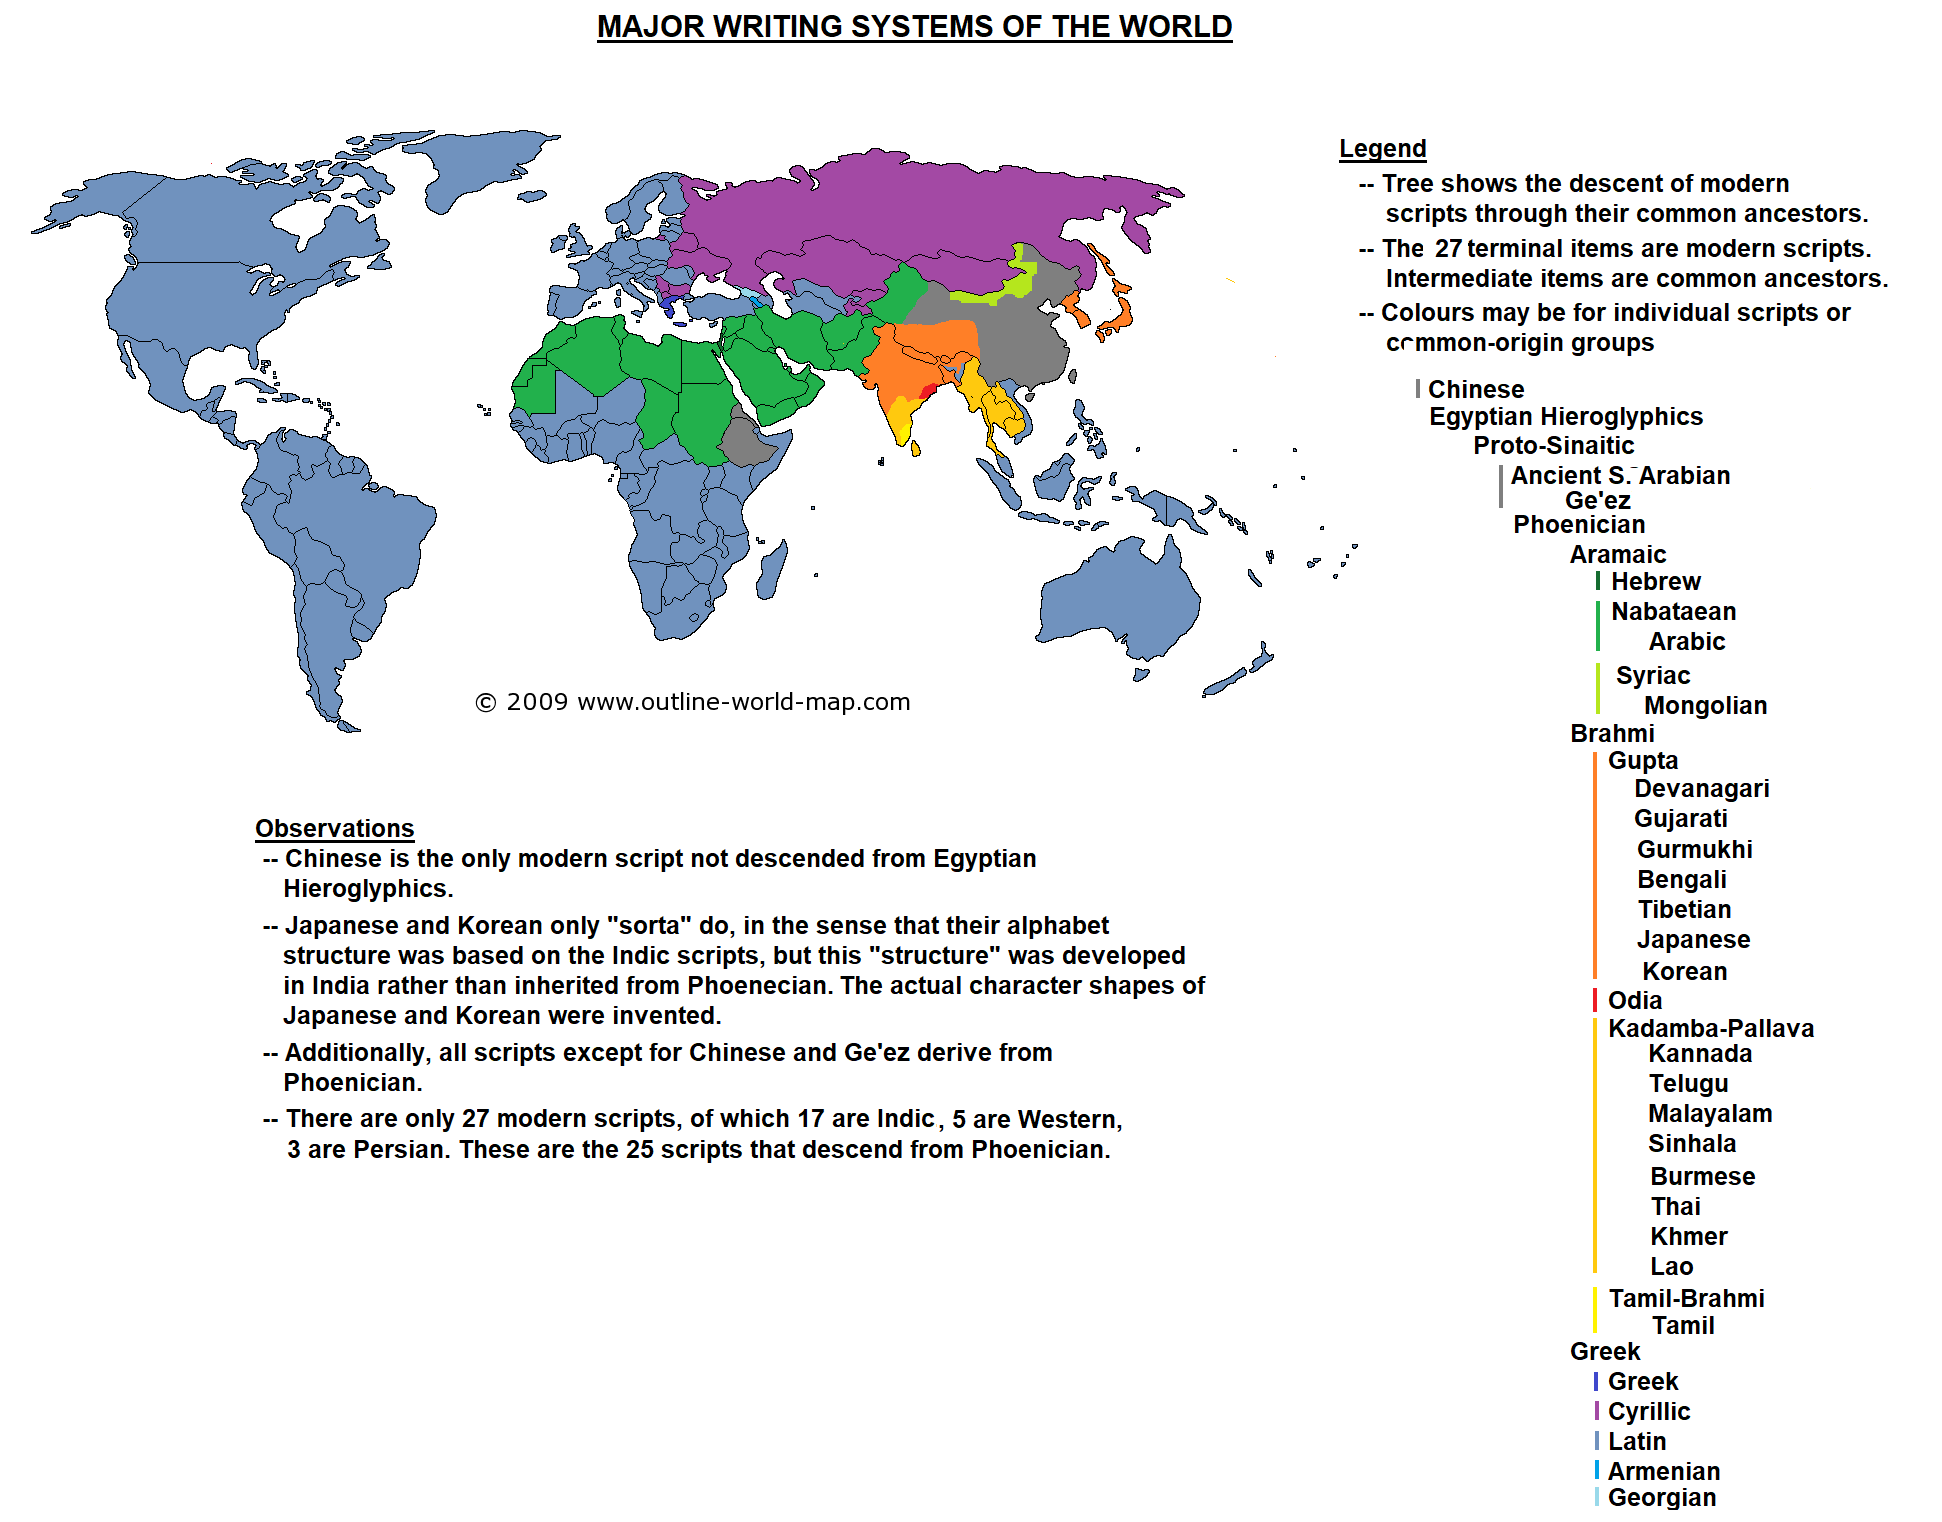 MAJOR WRITING SYSTEMS OF THE WORLD
Legend
-- Tree shows the descent of modern
scripts through their common ancestors.
-- The 27 terminal items are modern scripts.
Intermediate items are common ancestors.
-- Colours may be for individual scripts or
common-origin groups
Chinese
Egyptian Hieroglyphics
Proto-Sinaitic
Ancient S. Arabian
Ge'ez
Phoenician
Aramaic
Hebrew
Nabataean
Arabic
Syriac
Mongolian
Brahmi
Gupta
Devanagari
Gujarati
Gurmukhi
Bengali
Tibetian
Japanese
Korean
Odia
Kadamba-Pallava
Kannada
Telugu
Malayalam
Sinhala
Burmese
Thai
Khmer
Lao
Tamil-Brahmi
Tamil
Greek
Greek
Cyrillic
Latin
Armenian
Georgian
© 2009 www.outline-world-map.com
Observations
-- Chinese is the only modern script not descended from Egyptian
Hieroglyphics.
-- Japanese and Korean only "sorta" do, in the sense that their alphabet
structure was based on the Indic scripts, but this "structure" was developed
in India rather than inherited from Phoenecian. The actual character shapes of
Japanese and Korean were invented.
-- Additionally, all scripts except for Chinese and Ge'ez derive from
Phoenician.
-- There are only 27 modern scripts, of which 17 are Indic, 5 are Western,
3 are Persian. These are the 25 scripts that descend from Phoenician.